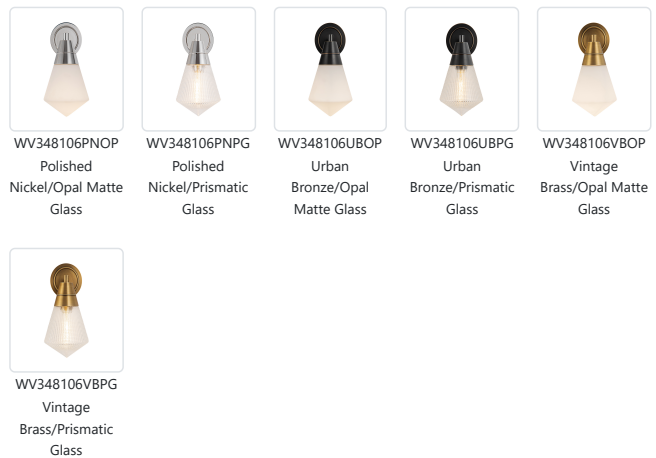 WV348106PNOP
Polished
Nickel/Opal Matte
Glass
WV348106PNPG
Polished
Nickel/Prismatic
Glass
WV348106UBOP
Urban
Bronze/Opal
Matte Glass
WV348106UBPG
Urban
Bronze/Prismatic
Glass
WV348106VBOP
Vintage
Brass/Opal Matte
Glass
WV348106VBPG
Vintage
Brass/Prismatic
Glass